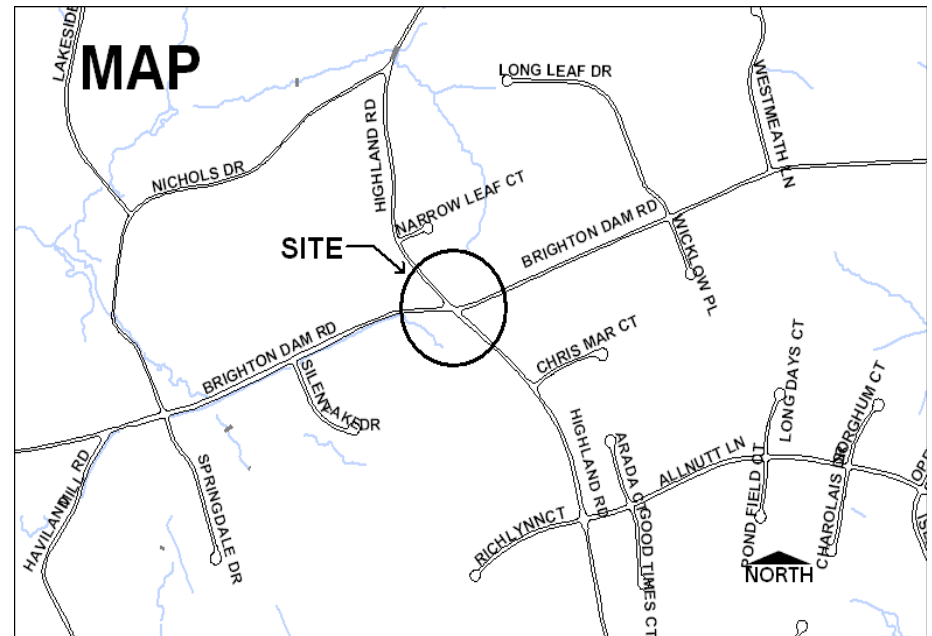 LAKESIDE
MAP
LONG LEAF DR
WESTMEATH LN
HIGHLAND RD
NICHOLS DR
NARROW LEAF CT
BRIGHTON DAM RD
WICKLOW PL
SITE
BRIGHTON DAM RD
CHRIS MAR CT
SILENT LAKE DR
LONG DAYS CT
SORGHUM CT
HIGHLAND RD
ARADA CT
ALLNUTT LN
HAVILAND MILL RD
SPRINGDALE DR
RICHLYNN CT
GOOD TIMES CT
POND FIELD CT
CHAROLAIS DR
NORTH